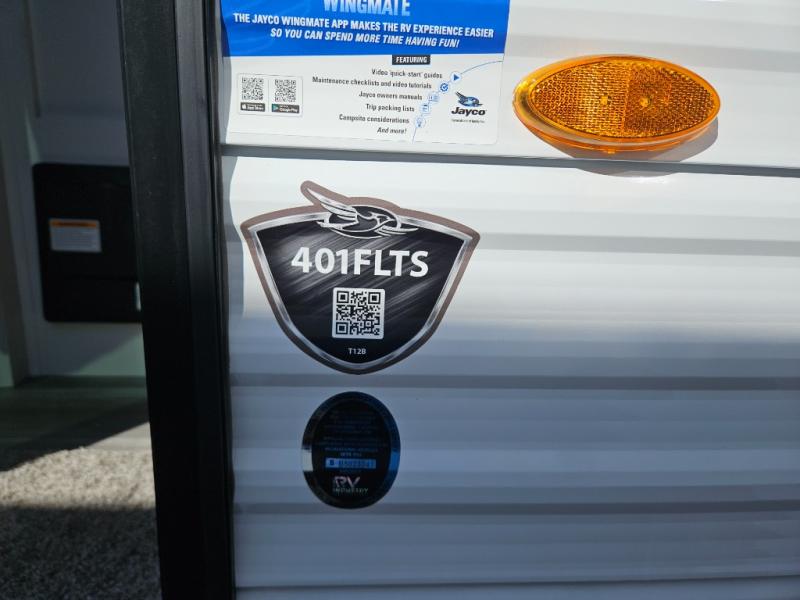 WINGMATE
THE JAYCO WINGMATE APP MAKES THE RV EXPERIENCE EASIER
SO YOU CAN SPEND MORE TIME HAVING FUN!
FEATURING
Video 'quick-start' guides
Maintenance checklists and video tutorials
Jayco owners manuals
Trip packing lists
Campsite considerations
And more!
Jayco
401FLTS
T12B
RV
INDUSTRY